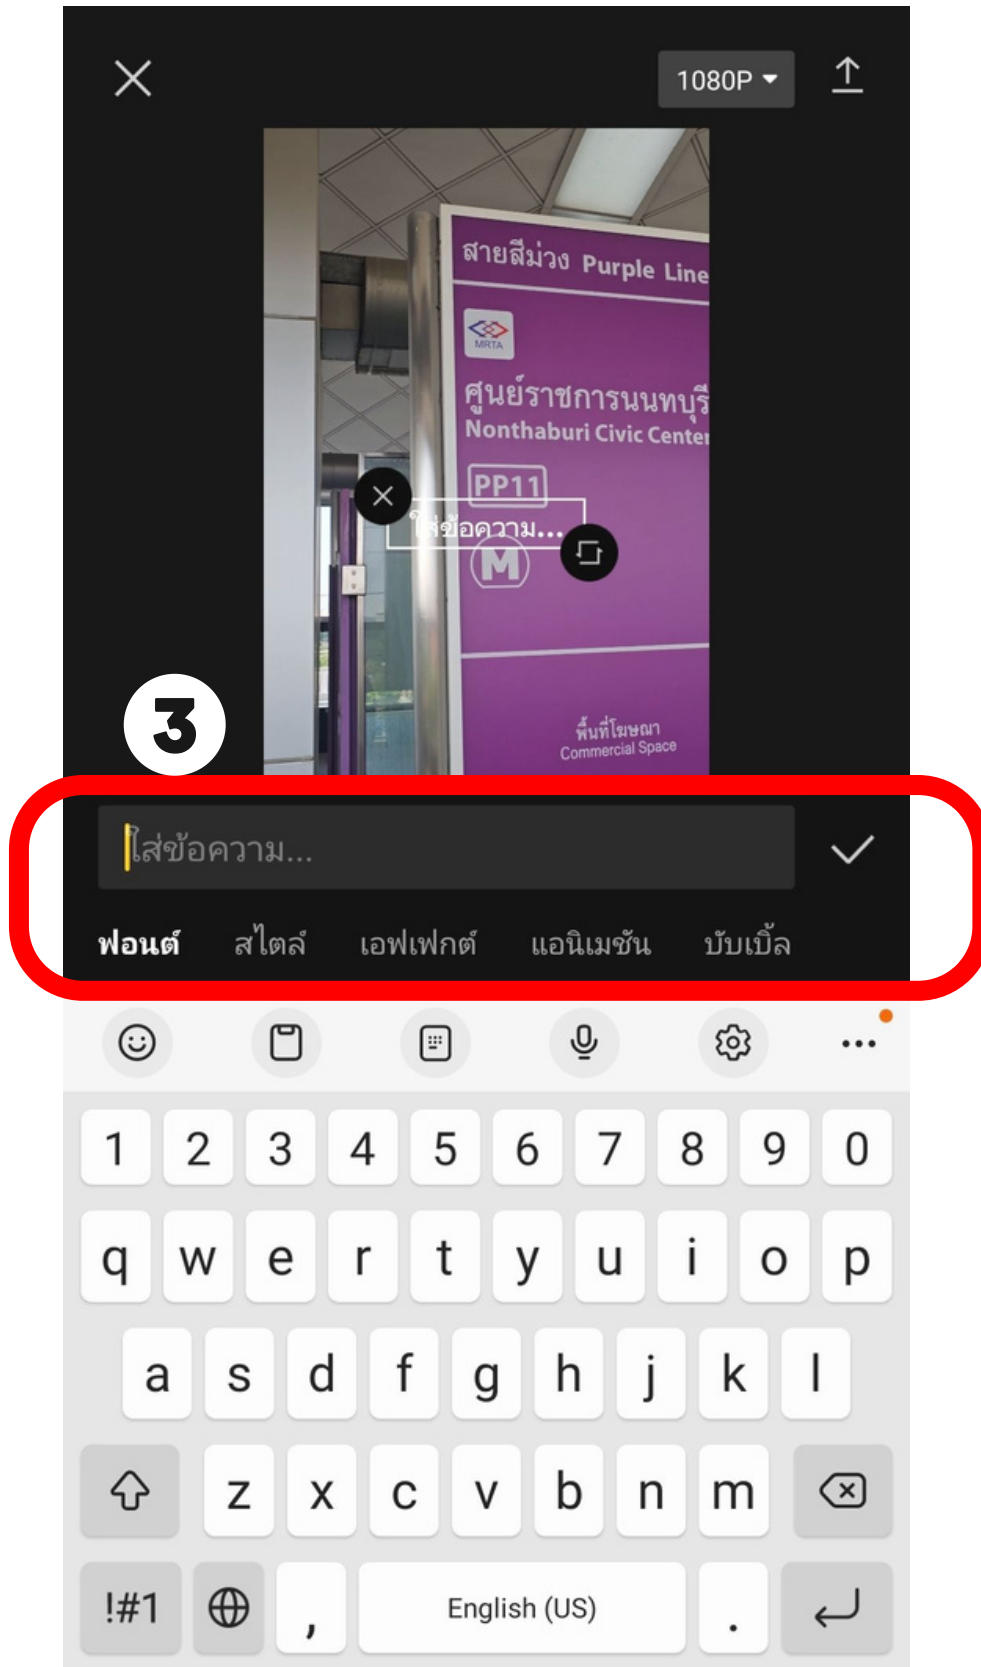 1080P
สายสีม่วง Purple Line
MRTA
ศูนย์ราชการนนทบุรี
Nonthaburi Civic Center
PP11
ใส่ข้อความ...
M
3
พื้นที่โฆษณา
Commercial Space
ใส่ข้อความ...
ฟอนต์ สไตล์ เอฟเฟกต์ แอนิเมชัน บับเบิ้ล
1 2 3 4 5 6 7 8 9 0
q w e r t y u i o p
a s d f g h j k l
z x c v b n m
!#1 , English (US) .